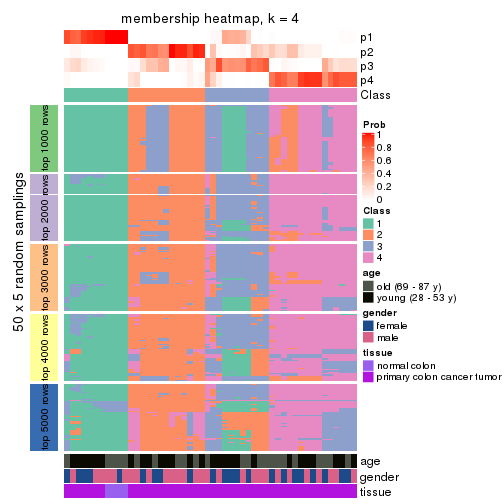 membership heatmap, k = 4
p1
p2
p3
p4
Class
50 x 5 random samplings
top 1000 rows
top 2000 rows
top 3000 rows
top 4000 rows
top 5000 rows
Prob
1
0.8
0.6
0.4
0.2
0
Class
1
2
3
4
age
old (69 - 87 y)
young (28 - 53 y)
gender
female
male
tissue
normal colon
primary colon cancer tumor
age
gender
tissue